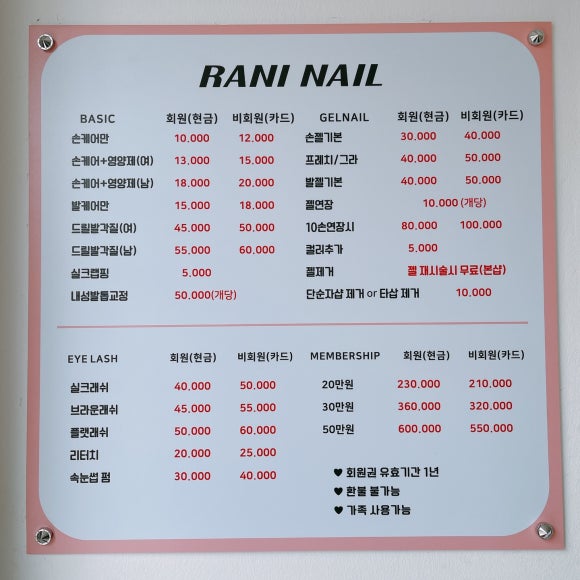 RANI NAIL
BASIC 회원(현금) 비회원(카드)
손케어만 10.000 12.000
손케어+영양제(여) 13.000 15.000
손케어+영양제(남) 18.000 20.000
발케어만 15.000 18.000
드릴발각질(여) 45.000 50.000
드릴발각질(남) 55.000 60.000
실크랩핑 5.000
내성발톱교정 50.000(개당)
GELNAIL 회원(현금) 비회원(카드)
손젤기본 30.000 40.000
프레치/그라 40.000 50.000
발젤기본 40.000 50.000
젤연장 10.000 (개당)
10손연장시 80.000 100.000
컬러추가 5.000
젤제거 젤 재시술시 무료(본샵)
단순자샵 제거 or 타샵 제거 10.000
EYE LASH 회원(현금) 비회원(카드)
실크래쉬 40.000 50.000
브라운래쉬 45.000 55.000
플랫래쉬 50.000 60.000
리터치 20.000 25.000
속눈썹 펌 30.000 40.000
MEMBERSHIP 회원(현금) 비회원(카드)
20만원 230.000 210.000
30만원 360.000 320.000
50만원 600.000 550.000
♥ 회원권 유효기간 1년
♥ 환불 불가능
♥ 가족 사용가능